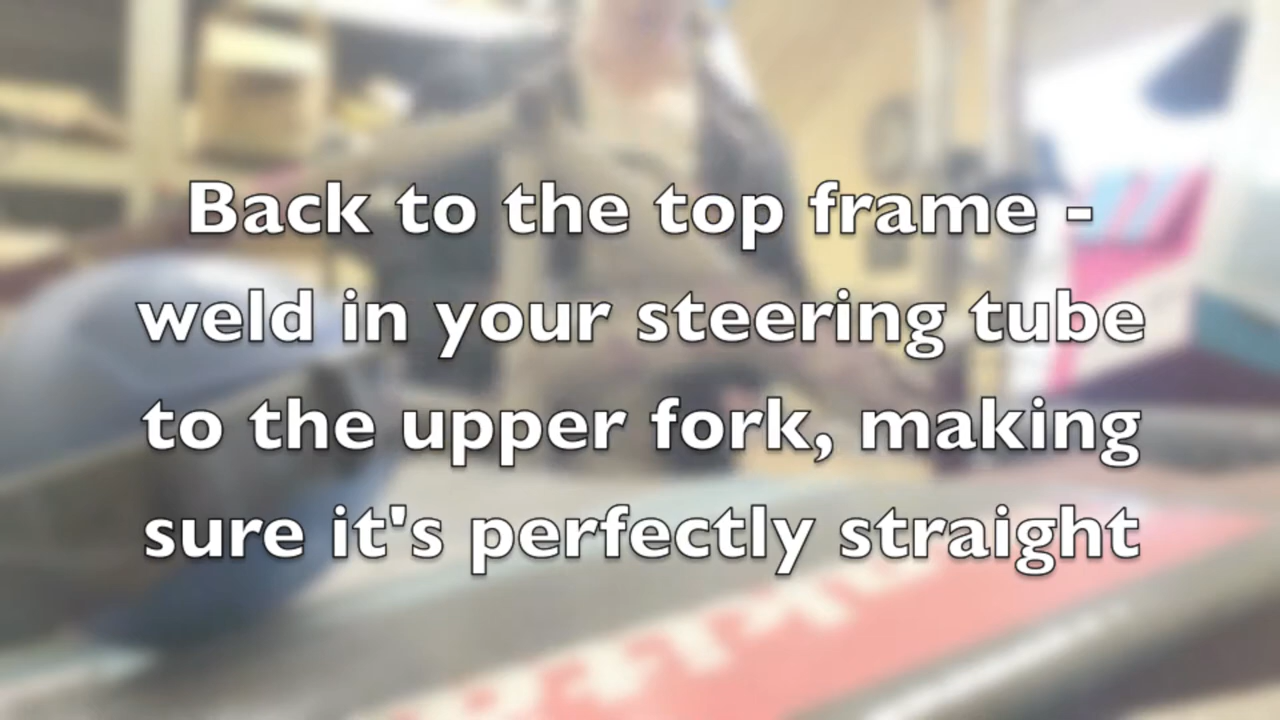 Back to the top frame -
weld in your steering tube
to the upper fork, making
sure it's perfectly straight